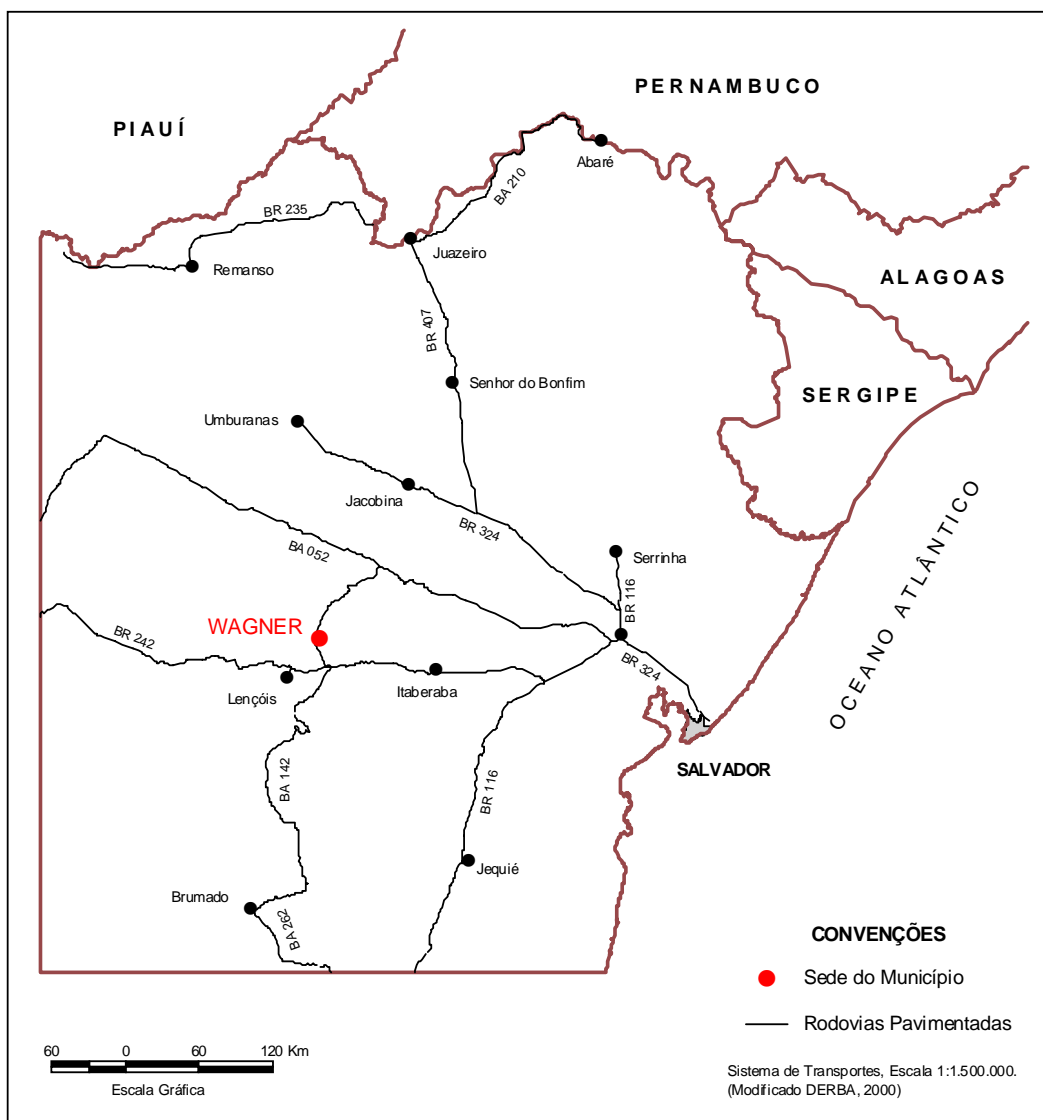 PERNAMBUCO
PIAUÍ
Abaré
BA 210
BR 235
Juazeiro
Remanso
ALAGOAS
BR 407
Senhor do Bonfim
SERGIPE
Umburanas
Jacobina
BR 324
OCEANO ATLÂNTICO
BA 052
Serrinha
BR 116
WAGNER
BR 242
BR 324
Lençóis
Itaberaba
SALVADOR
BA 142
BR 116
Jequié
Brumado
BA 262
CONVENÇÕES
Sede do Município
Rodovias Pavimentadas
60 0 60 120 Km
Escala Gráfica
Sistema de Transportes, Escala 1:1.500.000.
(Modificado DERBA, 2000)